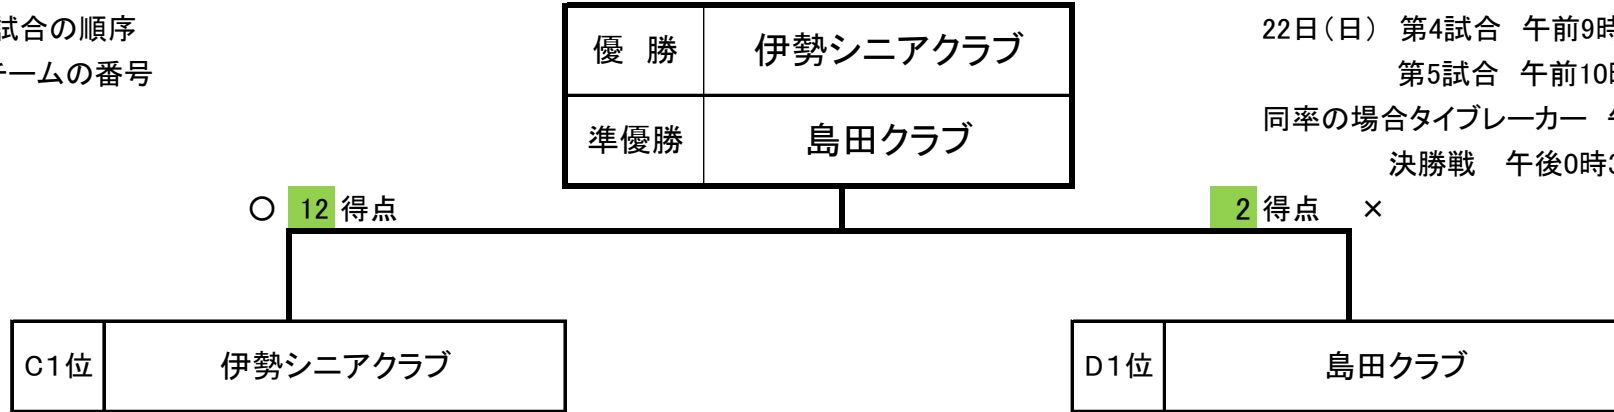 試合の順序
チームの番号
優　勝　伊勢シニアクラブ
準優勝　島田クラブ
22日（日）　第4試合　午前9時
第5試合　午前10
同率の場合タイブレーカー
決勝戦　午後0時
〇 12 得点
2 得点　×
C１位　伊勢シニアクラブ
D１位　島田クラブ